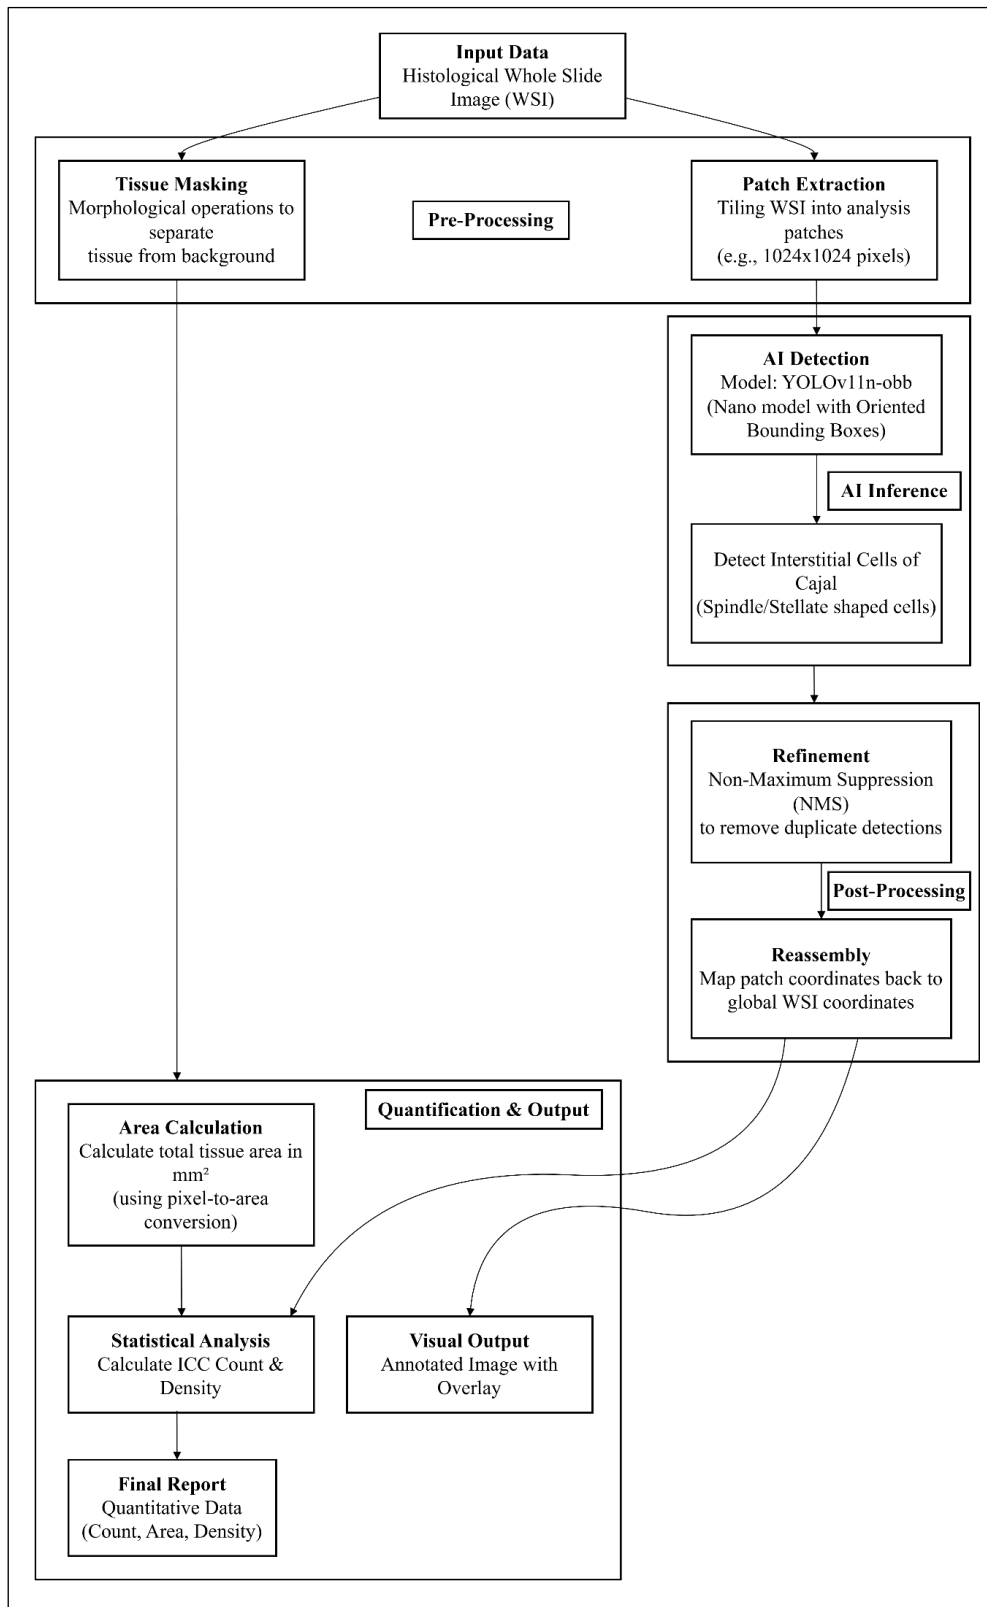 Input Data
Histological Whole Slide
Image (WSI)
Tissue Masking
Morphological operations to
separate
tissue from background
Pre-Processing
Patch Extraction
Tiling WSI into analysis
patches
(e.g., 1024x1024 pixels)
AI Detection
Model: YOLOv11n-obb
(Nano model with Oriented
Bounding Boxes)
AI Inference
Detect Interstitial Cells of
Cajal
(Spindle/Stellate shaped cells)
Refinement
Non-Maximum Suppression
(NMS)
to remove duplicate detections
Post-Processing
Reassembly
Map patch coordinates back to
global WSI coordinates
Quantification & Output
Area Calculation
Calculate total tissue area in
mm²
(using pixel-to-area
conversion)
Statistical Analysis
Calculate ICC Count &
Density
Visual Output
Annotated Image with
Overlay
Final Report
Quantitative Data
(Count, Area, Density)